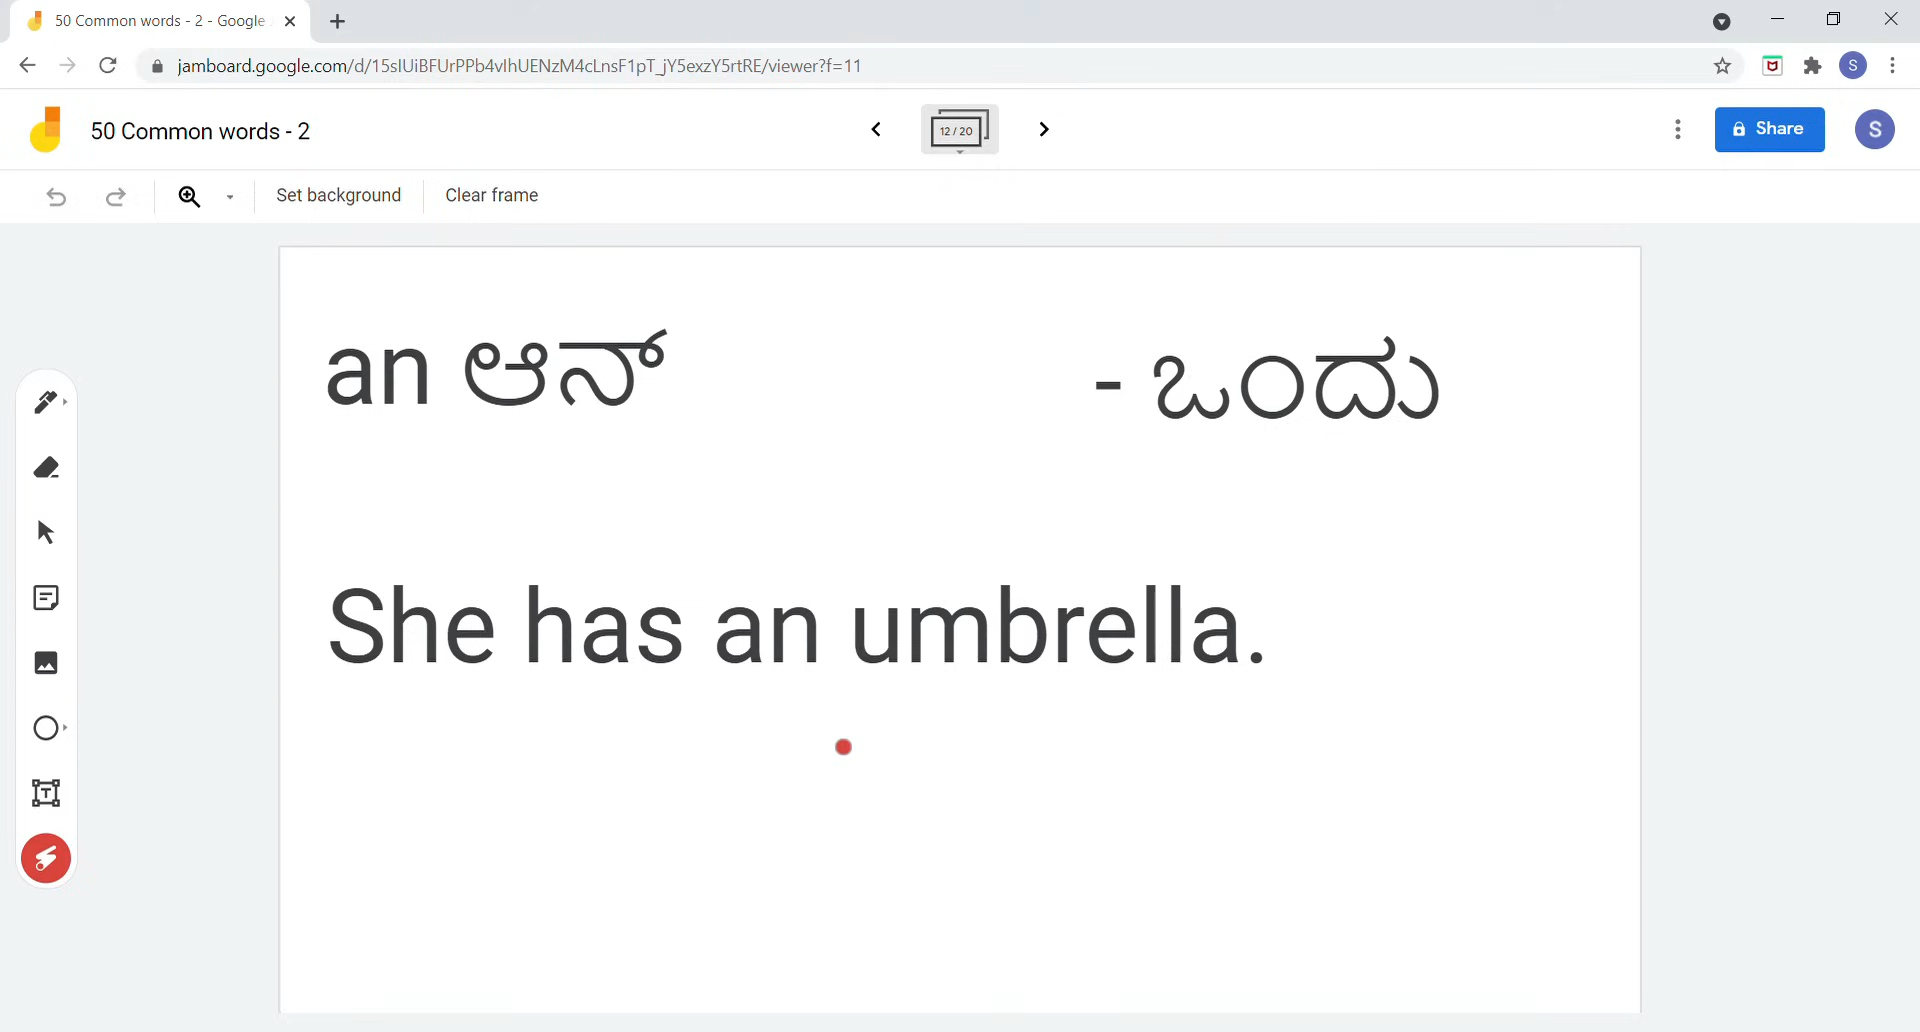 50 Common words - 2 - Google
jamboard.google.com/d/15slUiBFUrPPb4vlhUENzM4cLnsF1pT_jY5exzY5rtRE/viewer?f=11
S
50 Common words - 2
12 / 20
Share
S
Set background
Clear frame
an ಆನ್ - ಒಂದು
She has an umbrella.